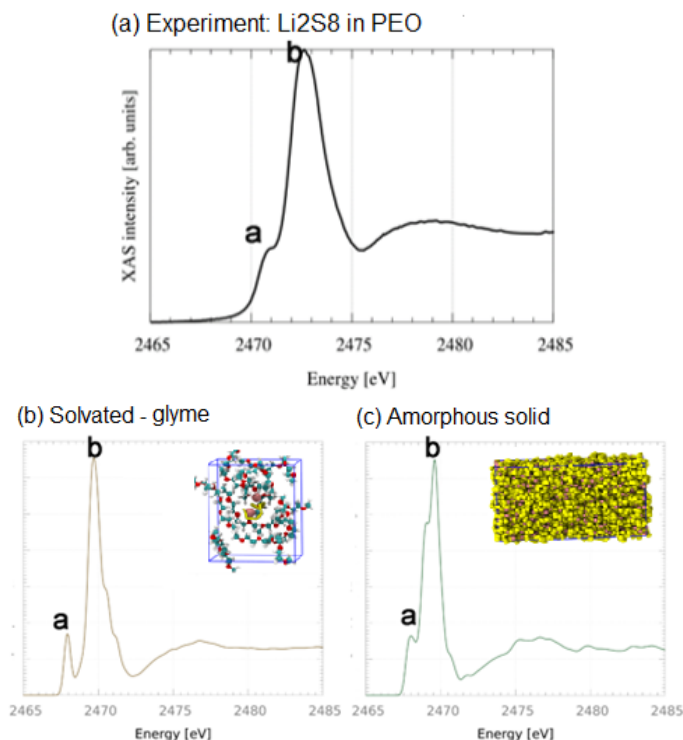 (a) Experiment: Li2S8 in PEO
b
a
XAS intensity [arb. units]
2465 2470 2475 2480 2485
Energy [eV]
(b) Solvated - glyme
b
a
2465 2470 2475 2480 2485
Energy [eV]
(c) Amorphous solid
b
a
2465 2470 2475 2480 2485
Energy [eV]